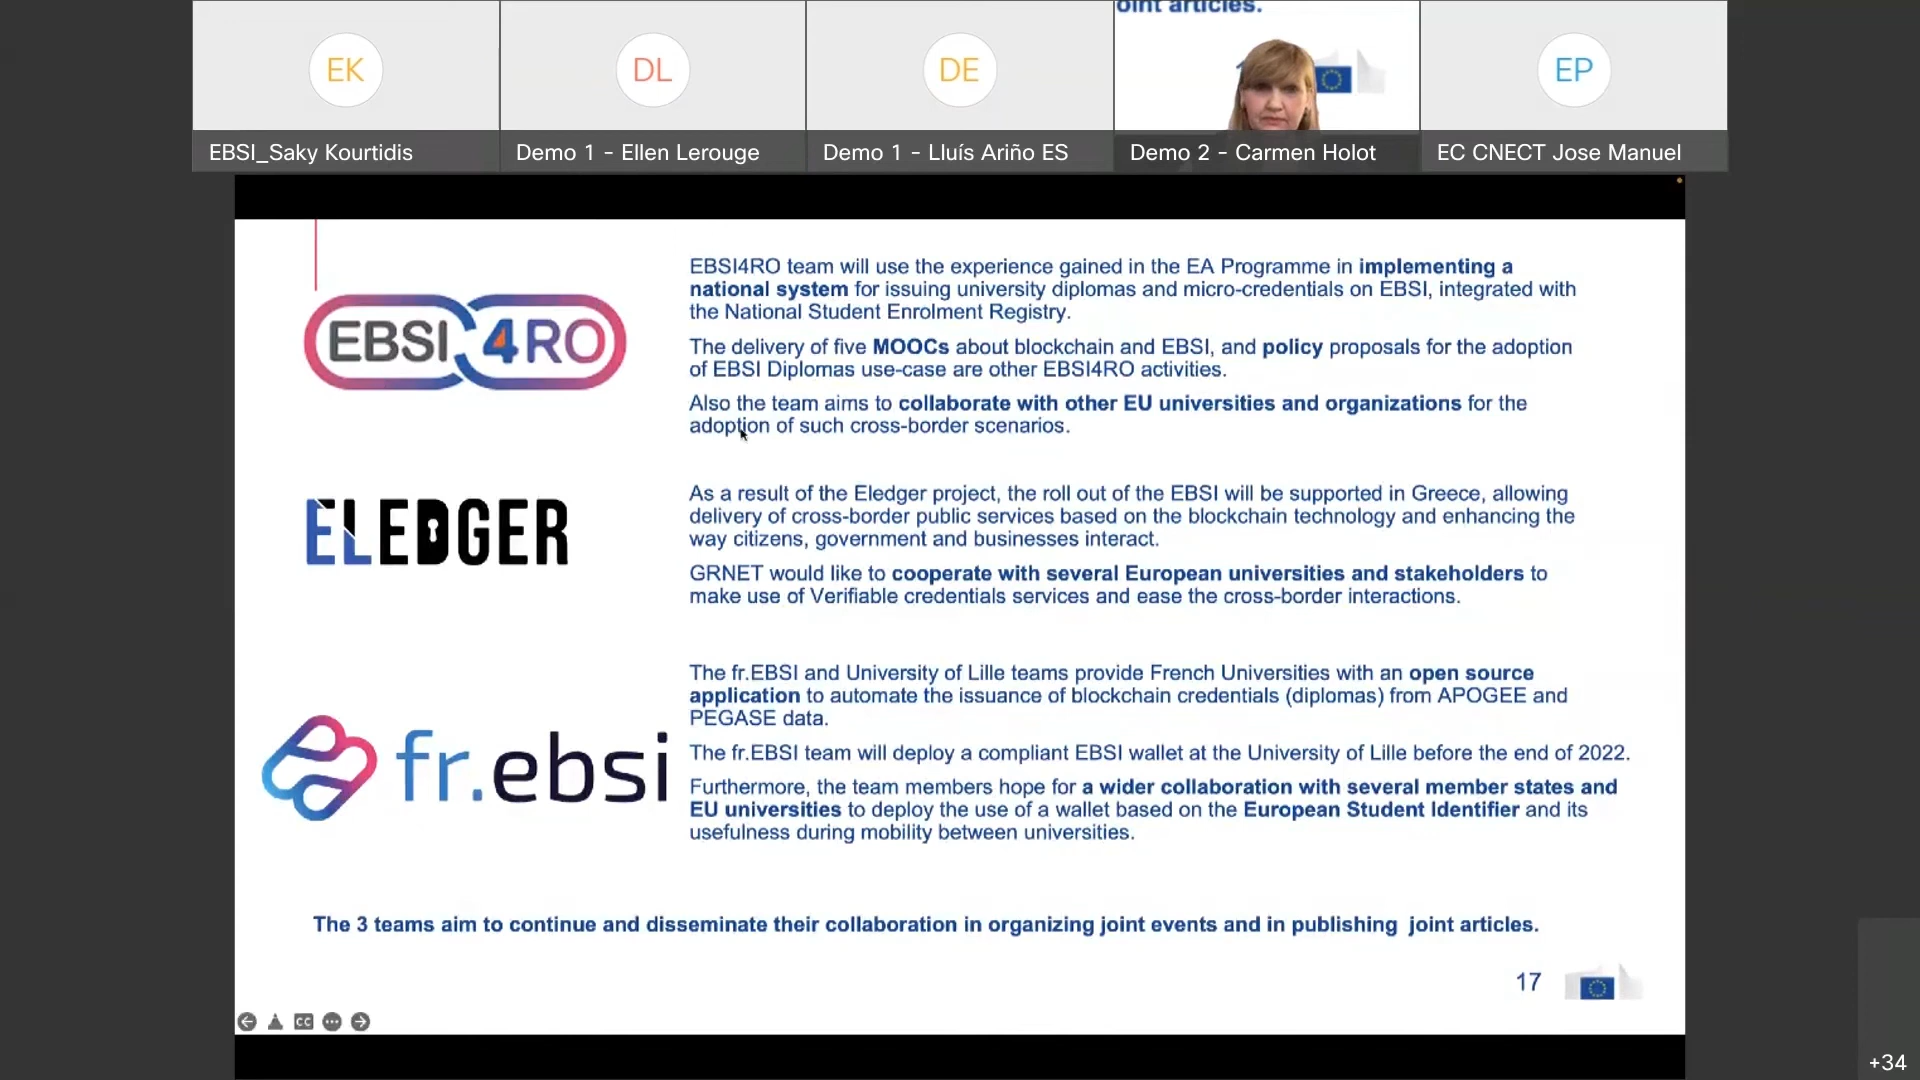 oint articles.
EK
DL
DE
EP
EBSI_Saky Kourtidis
Demo 1 - Ellen Lerouge
Demo 1 - Lluís Ariño ES
Demo 2 - Carmen Holot
EC CNECT Jose Manuel
EBSI4RO
EBSI4RO team will use the experience gained in the EA Programme in implementing a
national system for issuing university diplomas and micro-credentials on EBSI, integrated with
the National Student Enrolment Registry.
The delivery of five MOOCs about blockchain and EBSI, and policy proposals for the adoption
of EBSI Diplomas use-case are other EBSI4RO activities.
Also the team aims to collaborate with other EU universities and organizations for the
adoption of such cross-border scenarios.
ELEDGER
As a result of the Eledger project, the roll out of the EBSI will be supported in Greece, allowing
delivery of cross-border public services based on the blockchain technology and enhancing the
way citizens, government and businesses interact.
GRNET would like to cooperate with several European universities and stakeholders to
make use of Verifiable credentials services and ease the cross-border interactions.
fr.ebsi
The fr.EBSI and University of Lille teams provide French Universities with an open source
application to automate the issuance of blockchain credentials (diplomas) from APOGEE and
PEGASE data.
The fr.EBSI team will deploy a compliant EBSI wallet at the University of Lille before the end of 2022.
Furthermore, the team members hope for a wider collaboration with several member states and
EU universities to deploy the use of a wallet based on the European Student Identifier and its
usefulness during mobility between universities.
The 3 teams aim to continue and disseminate their collaboration in organizing joint events and in publishing joint articles.
17
CC
+34